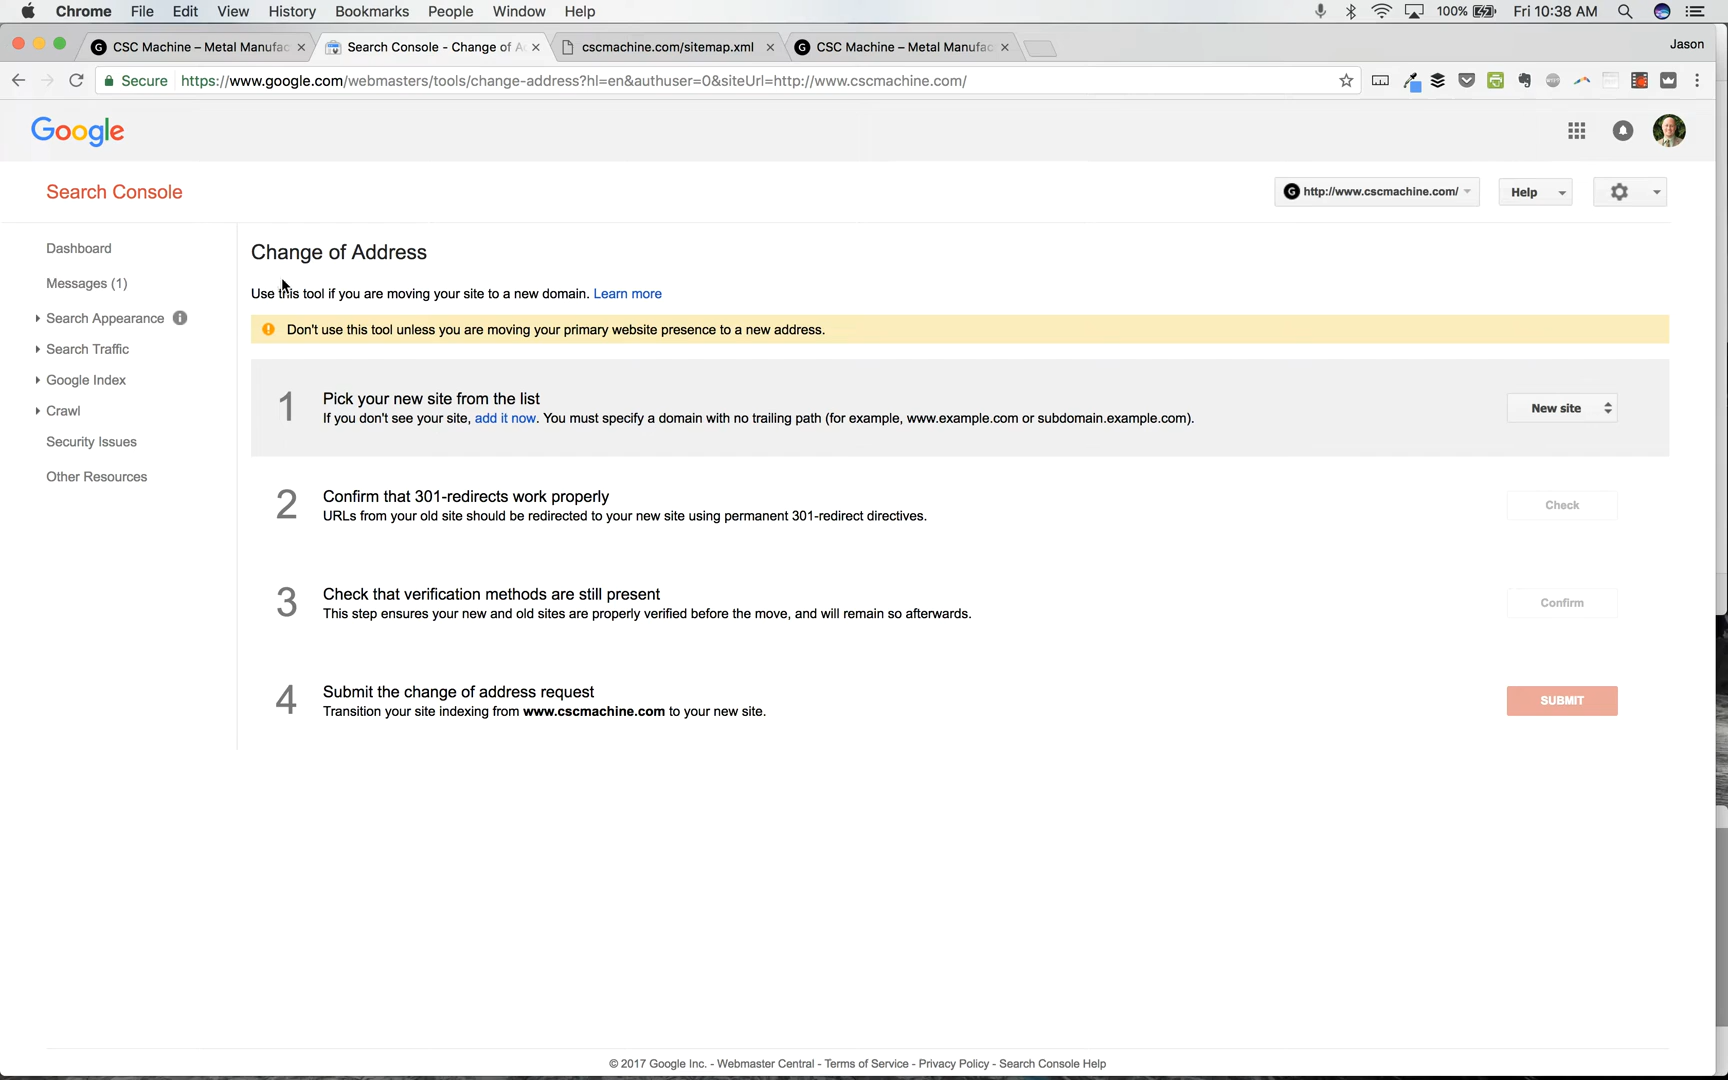 Chrome File Edit View History Bookmarks People Window Help 100% Fri 10:38 AM
CSC Machine – Metal Manufac Search Console - Change of A cscmachine.com/sitemap.xml CSC Machine – Metal Manufac Jason
Secure https://www.google.com/webmasters/tools/change-address?hl=en&authuser=0&siteUrl=http://www.cscmachine.com/
Google
Search Console http://www.cscmachine.com/ Help
Dashboard
Messages (1)
Search Appearance
Search Traffic
Google Index
Crawl
Security Issues
Other Resources
Change of Address
Use this tool if you are moving your site to a new domain. Learn more
Don't use this tool unless you are moving your primary website presence to a new address.
1 Pick your new site from the list
If you don't see your site, add it now. You must specify a domain with no trailing path (for example, www.example.com or subdomain.example.com).
New site
2 Confirm that 301-redirects work properly
URLs from your old site should be redirected to your new site using permanent 301-redirect directives.
Check
3 Check that verification methods are still present
This step ensures your new and old sites are properly verified before the move, and will remain so afterwards.
Confirm
4 Submit the change of address request
Transition your site indexing from www.cscmachine.com to your new site.
SUBMIT
© 2017 Google Inc. - Webmaster Central - Terms of Service - Privacy Policy - Search Console Help